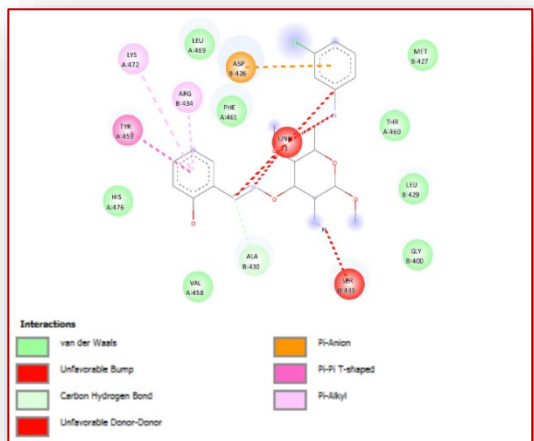 LEU
A:469
LYS
A:472
ASP
B:426
MET
B:427
ARG
B:434
PHE
A:461
THR
A:460
TYR
UNK
HIS
A:476
LEU
B:429
ALA
B:430
GLY
B:400
VAL
A:458
SER
B:433
Interactions
van der Waals
Unfavorable Bump
Carbon Hydrogen Bond
Unfavorable Donor-Donor
Pi-Anion
Pi-Pi T-shaped
Pi-Alkyl